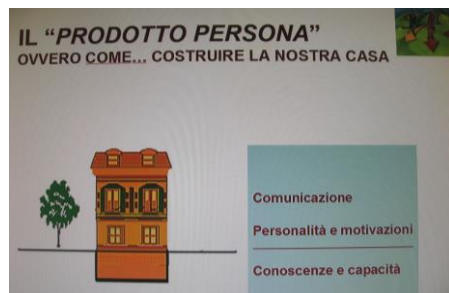 IL “PRODOTTO PERSONA”
OVVERO COME... COSTRUIRE LA NOSTRA CASA
Comunicazione
Personalità e motivazioni
Conoscenze e capacità